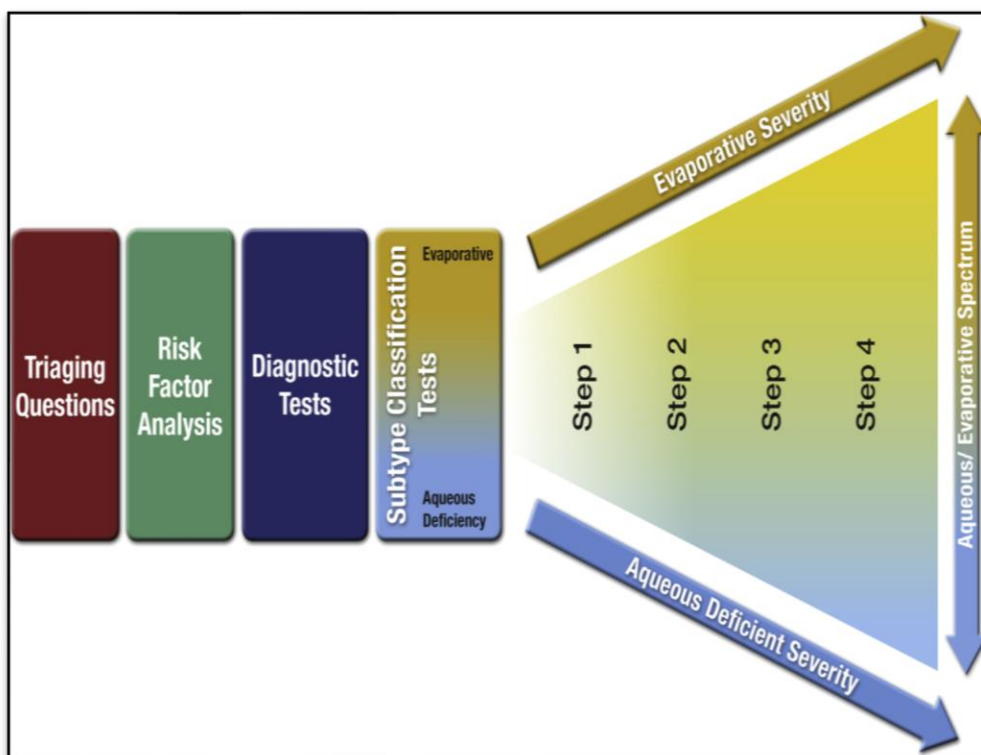 Triaging
Questions
Risk
Factor
Analysis
Diagnostic
Tests
Subtype Classification
Tests
Evaporative
Aqueous
Deficiency
Evaporative Severity
Step 1
Step 2
Step 3
Step 4
Aqueous Deficient Severity
Aqueous/ Evaporative Spectrum